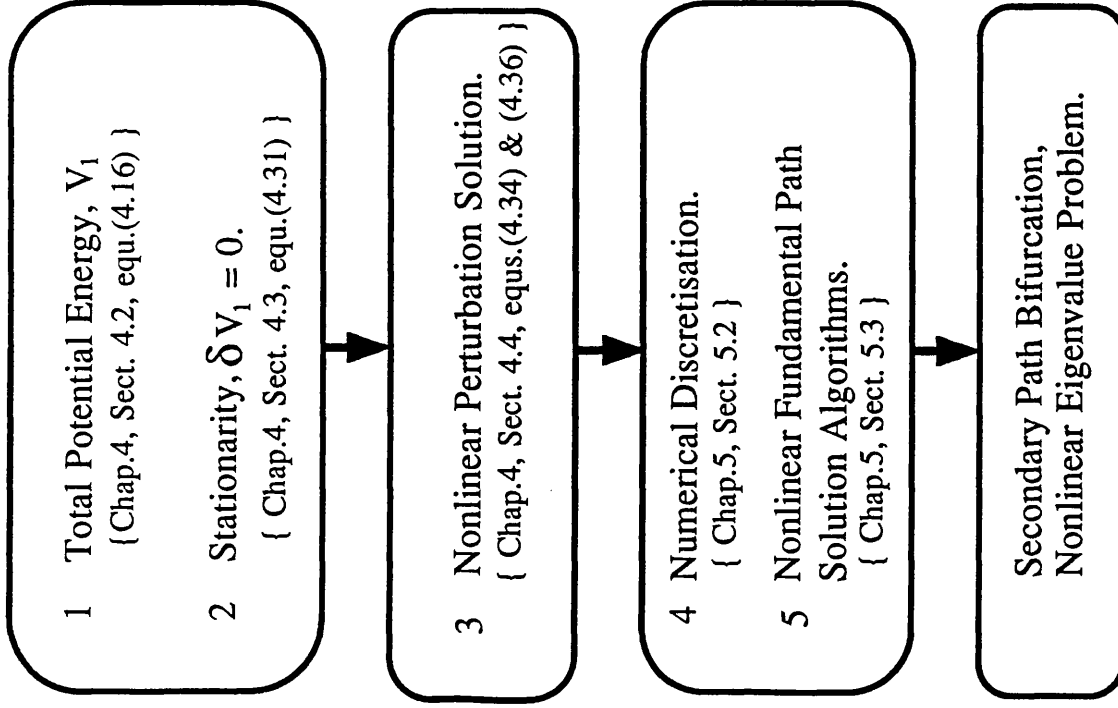 1 Total Potential Energy, V₁
{Chap.4, Sect. 4.2, equ.(4.16) }
2 Stationarity, δ V₁ = 0.
{ Chap.4, Sect. 4.3, equ.(4.31) }
3 Nonlinear Perturbation Solution.
{ Chap.4, Sect. 4.4, equs.(4.34) & (4.36) }
4 Numerical Discretisation.
{ Chap.5, Sect. 5.2 }
5 Nonlinear Fundamental Path
Solution Algorithms.
{ Chap.5, Sect. 5.3 }
Secondary Path Bifurcation,
Nonlinear Eigenvalue Problem.